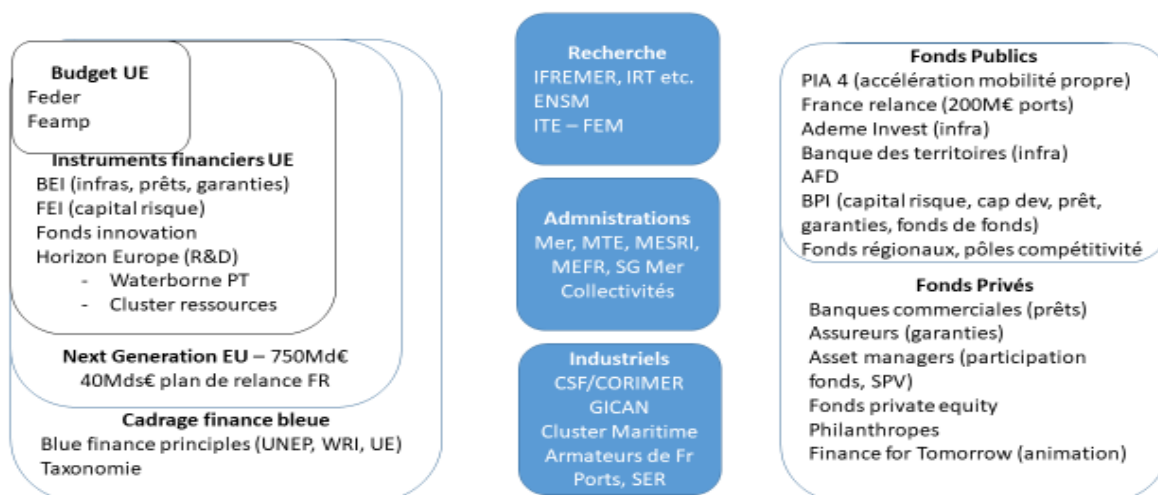 Budget UE
Feder
Feamp
Instruments financiers UE
BEI (infras, prêts, garanties)
FEI (capital risque)
Fonds innovation
Horizon Europe (R&D)
- Waterborne PT
- Cluster ressources
Next Generation EU – 750Md€
40Mds€ plan de relance FR
Cadrage finance bleue
Blue finance principles (UNEP, WRI, UE)
Taxonomie
Recherche
IFREMER, IRT etc.
ENSM
ITE – FEM
Admnistrations
Mer, MTE, MESRI,
MEFR, SG Mer
Collectivités
Industriels
CSF/CORIMER
GICAN
Cluster Maritime
Armateurs de Fr
Ports, SER
Fonds Publics
PIA 4 (accélération mobilité propre)
France relance (200M€ ports)
Ademe Invest (infra)
Banque des territoires (infra)
AFD
BPI (capital risque, cap dev, prêt,
garanties, fonds de fonds)
Fonds régionaux, pôles compétitivité
Fonds Privés
Banques commerciales (prêts)
Assureurs (garanties)
Asset managers (participation
fonds, SPV)
Fonds private equity
Philanthropes
Finance for Tomorrow (animation)